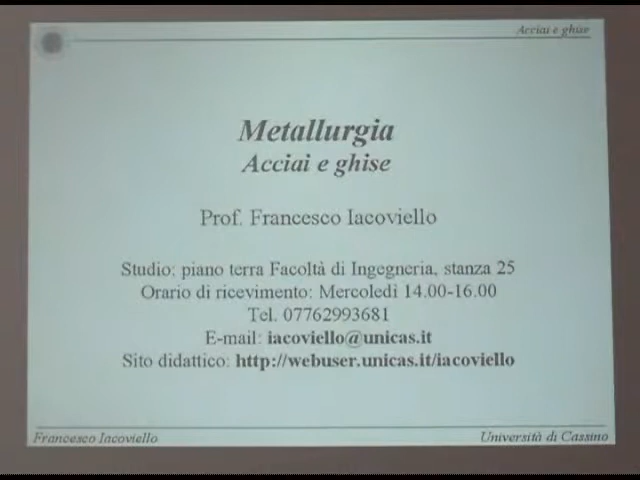 Acciai e ghise
Metallurgia
Acciai e ghise
Prof. Francesco Iacoviello
Studio: piano terra Facoltà di Ingegneria, stanza 25
Orario di ricevimento: Mercoledì 14.00-16.00
Tel. 07762993681
E-mail: iacoviello@unicas.it
Sito didattico: http://webuser.unicas.it/iacoviello
Francesco Iacoviello
Università di Cassino